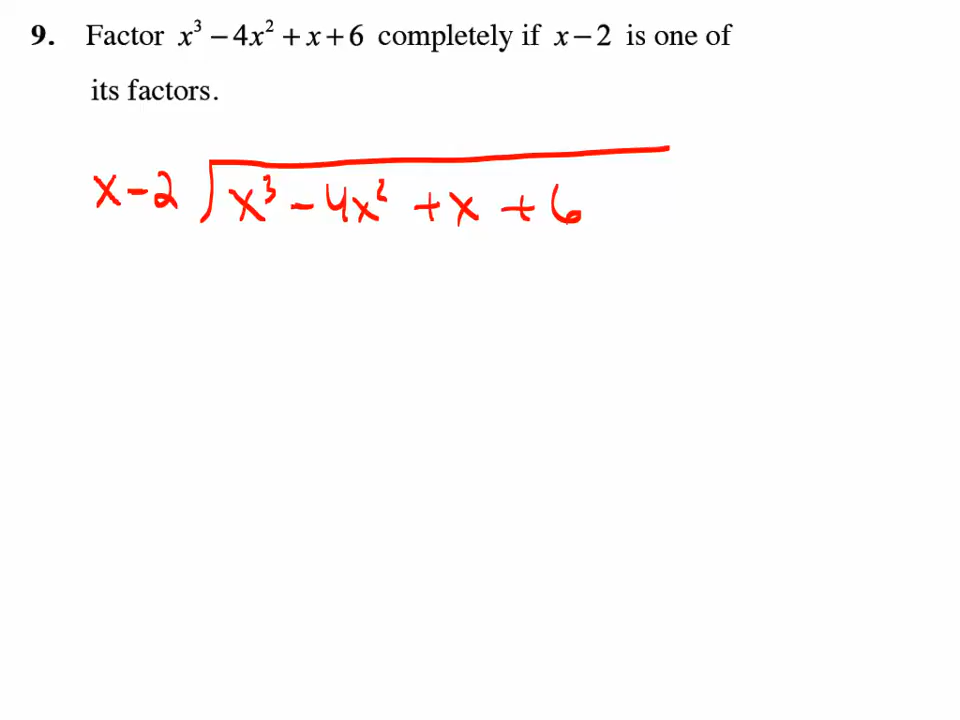 9. Factor x³ − 4x² + x + 6 completely if x − 2 is one of
its factors.
x − 2 ) x³ − 4x² + x + 6